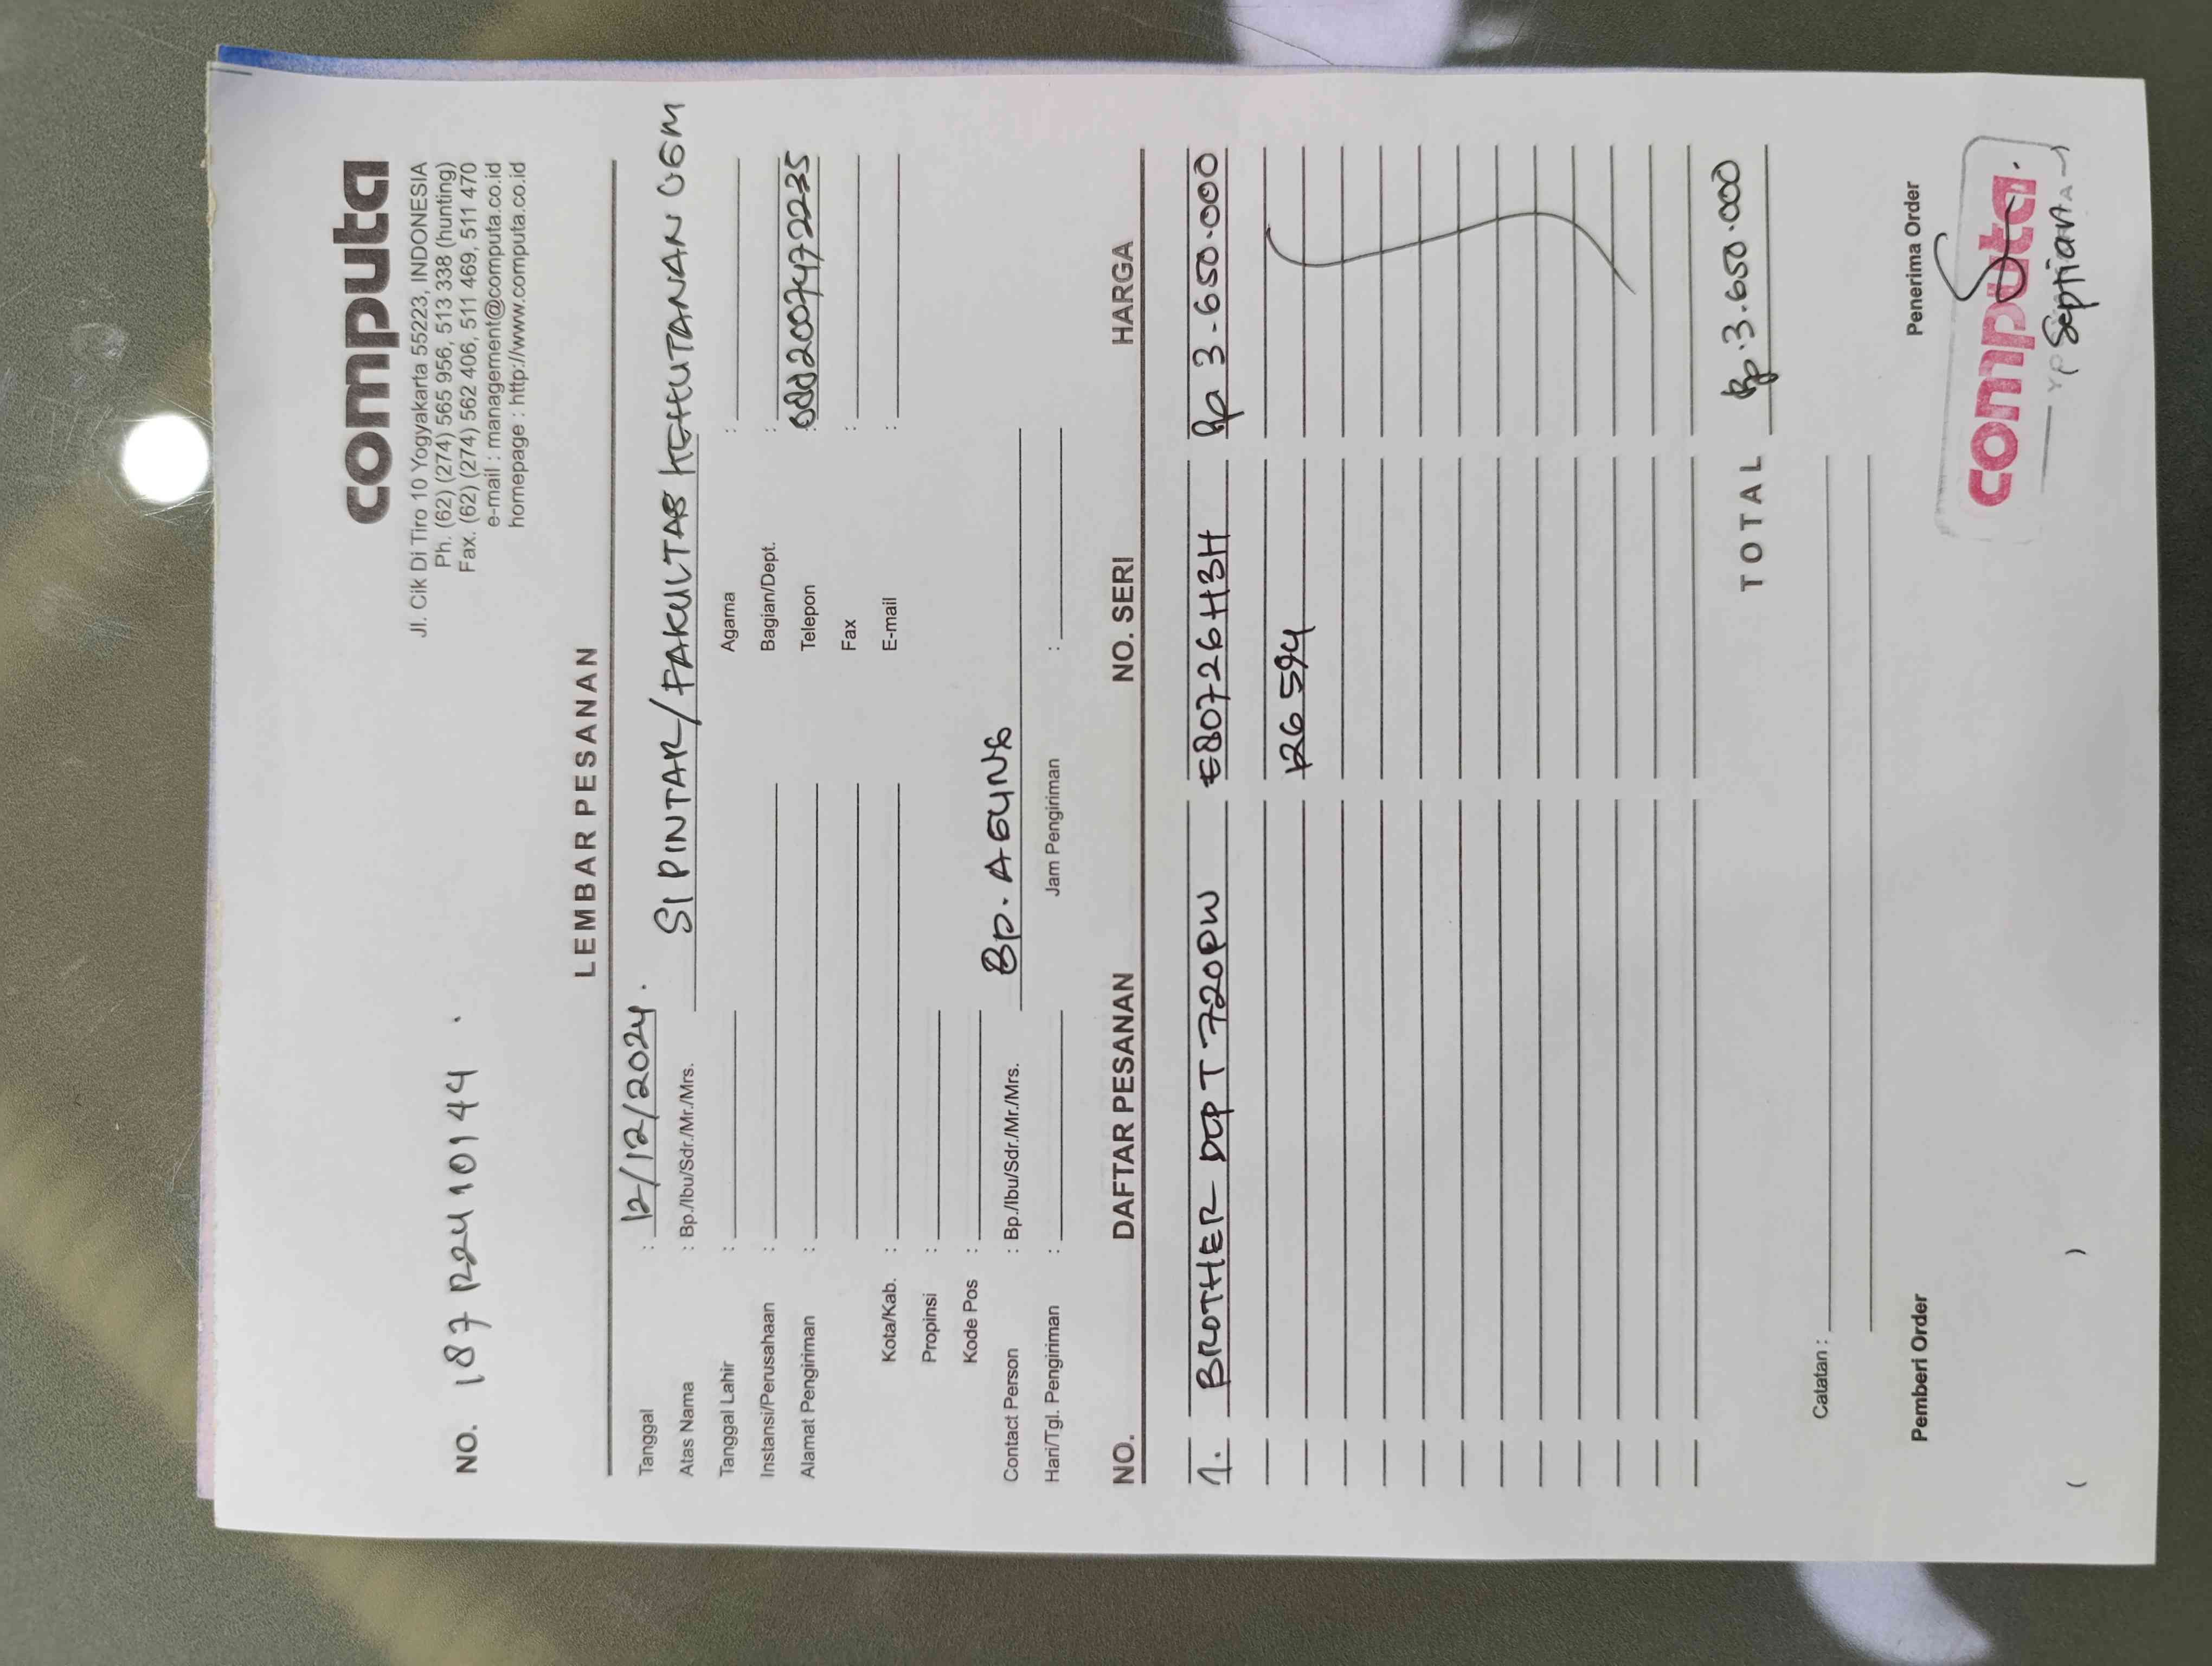 computa
Jl. Cik Di Tiro 10 Yogyakarta 55223, INDONESIA
Ph. (62) (274) 565 956, 513 338 (hunting)
Fax. (62) (274) 562 406, 511 469, 511 470
e-mail : management@computa.co.id
homepage : http://www.computa.co.id
NO. 187 P2410144 .
LEMBAR PESANAN
Tanggal : 12/12/2024.
Atas Nama : Bp./Ibu/Sdr./Mr./Mrs. SI PINTAR/FAKULTAS KEHUTANAN UGM
Tanggal Lahir : Agama :
Instansi/Perusahaan : Bagian/Dept. :
Alamat Pengiriman : Telepon : 0822007472235
Fax :
Kota/Kab. : E-mail :
Propinsi :
Kode Pos :
Contact Person : Bp./Ibu/Sdr./Mr./Mrs. BP. AGUNG
Hari/Tgl. Pengiriman : Jam Pengiriman :
NO. DAFTAR PESANAN NO. SERI HARGA
1. BROTHER DCP T 720DW E80726H3H Rp 3.650.000
126594
TOTAL Rp.3.650.000
Catatan :
Pemberi Order Penerima Order
computa
( ) Septiana